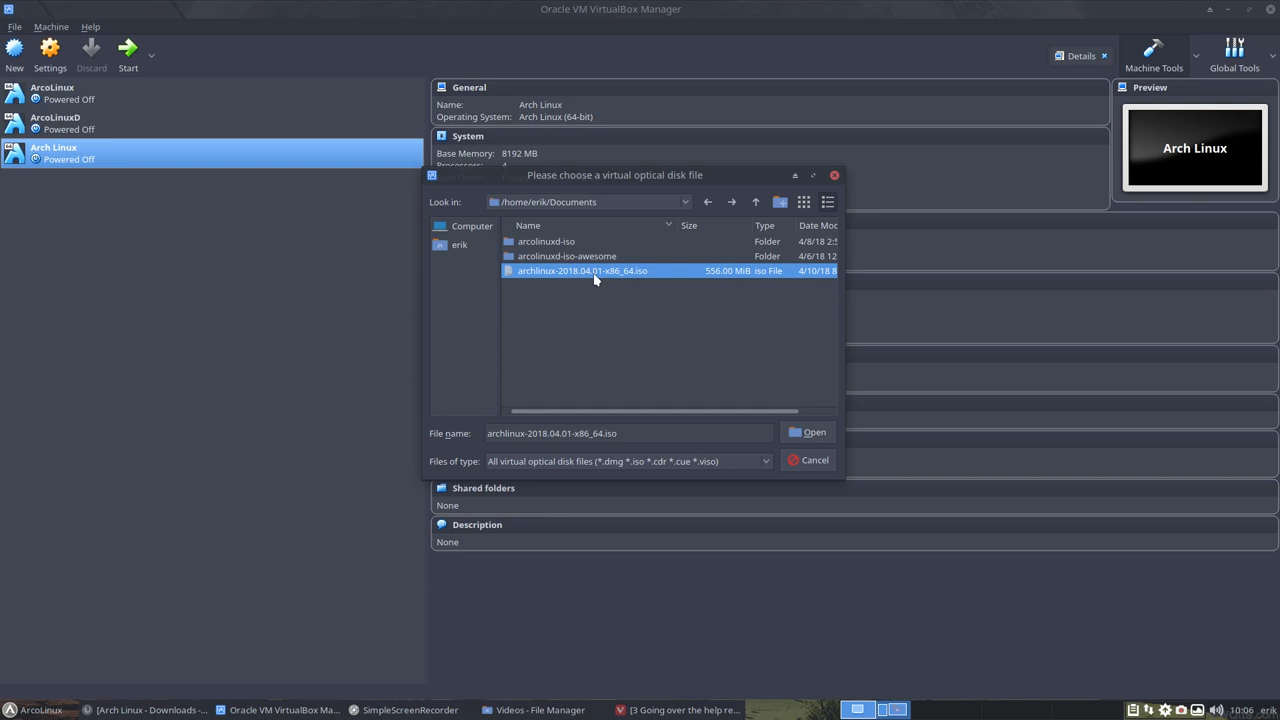 Oracle VM VirtualBox Manager
File Machine Help
New Settings Discard Start
Details
Machine Tools
Global Tools
ArcoLinux
Powered Off
ArcoLinuxD
Powered Off
Arch Linux
Powered Off
General
Name: Arch Linux
Operating System: Arch Linux (64-bit)
System
Base Memory: 8192 MB
Preview
Arch Linux
Please choose a virtual optical disk file
Look in: /home/erik/Documents
Computer
erik
Name Size Type Date Mod
arcolinuxd-iso Folder 4/8/18 2:5
arcolinuxd-iso-awesome Folder 4/6/18 12
archlinux-2018.04.01-x86_64.iso 556.00 MiB iso File 4/10/18 8
File name: archlinux-2018.04.01-x86_64.iso Open
Files of type: All virtual optical disk files (*.dmg *.iso *.cdr *.cue *.viso) Cancel
Shared folders
None
Description
None
ArcoLinux [Arch Linux - Downloads -... Oracle VM VirtualBox Ma... SimpleScreenRecorder Videos - File Manager [3 Going over the help re... 10:06 erik